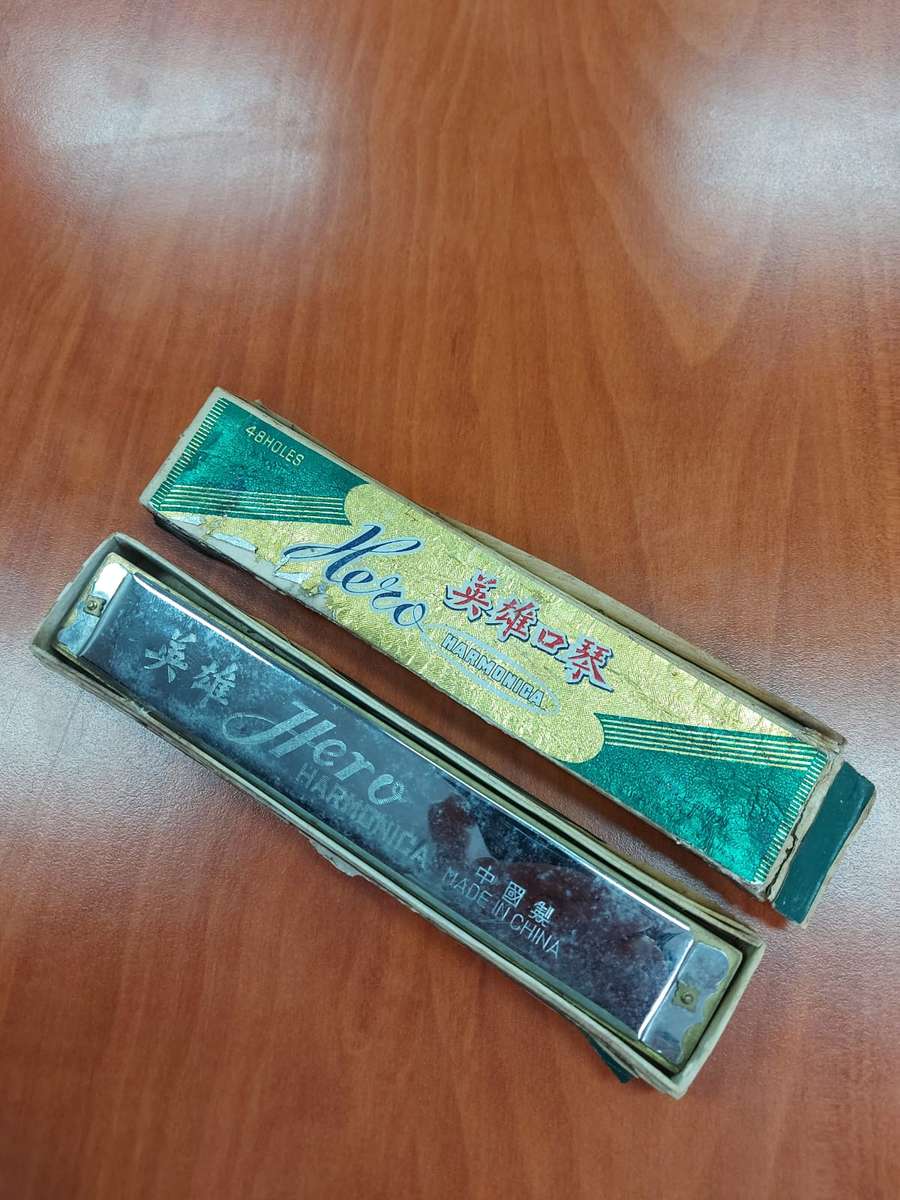 48HOLES
Hero
英雄口琴
HARMONICA
英雄
Hero
HARMONICA
中國製
MADE IN CHINA